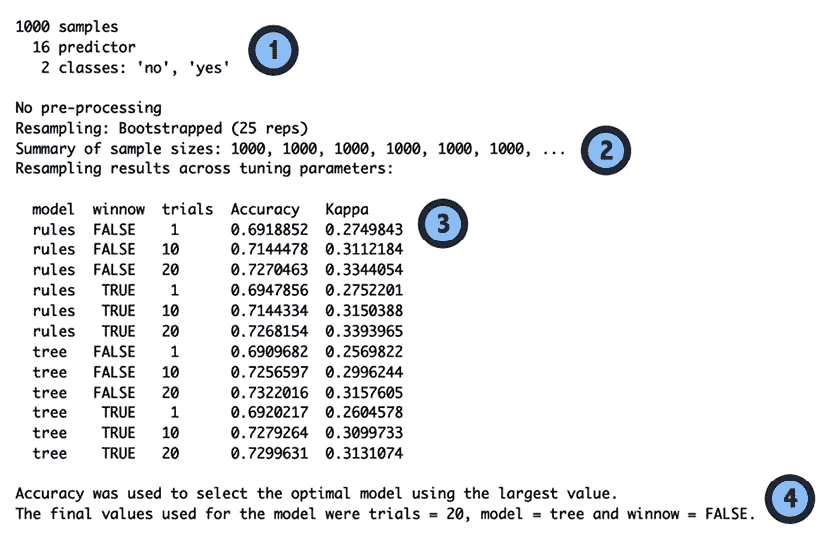 1000 samples
16 predictor
2 classes: 'no', 'yes'
1
No pre-processing
Resampling: Bootstrapped (25 reps)
Summary of sample sizes: 1000, 1000, 1000, 1000, 1000, 1000, ...
2
Resampling results across tuning parameters:
model winnow trials Accuracy Kappa
3
rules FALSE 1 0.6918852 0.2749843
rules FALSE 10 0.7144478 0.3112184
rules FALSE 20 0.7270463 0.3344054
rules TRUE 1 0.6947856 0.2752201
rules TRUE 10 0.7144334 0.3150388
rules TRUE 20 0.7268154 0.3393965
tree FALSE 1 0.6909682 0.2569822
tree FALSE 10 0.7256597 0.2996244
tree FALSE 20 0.7322016 0.3157605
tree TRUE 1 0.6920217 0.2604578
tree TRUE 10 0.7279264 0.3099733
tree TRUE 20 0.7299631 0.3131074
Accuracy was used to select the optimal model using the largest value.
4
The final values used for the model were trials = 20, model = tree and winnow = FALSE.